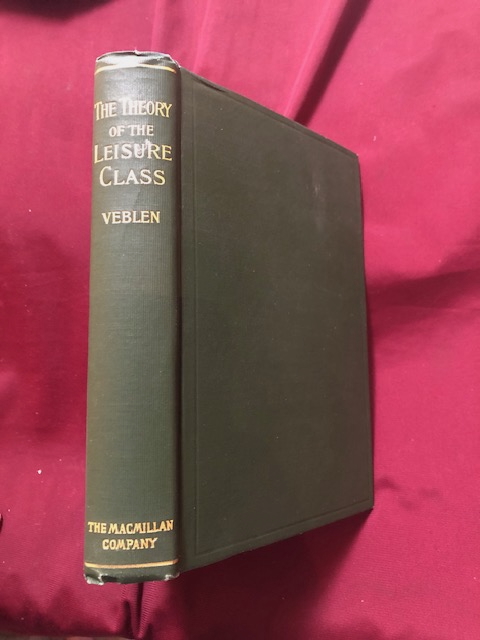 THE THEORY
OF THE
LEISURE
CLASS
VEBLEN
THE MACMILLAN
COMPANY